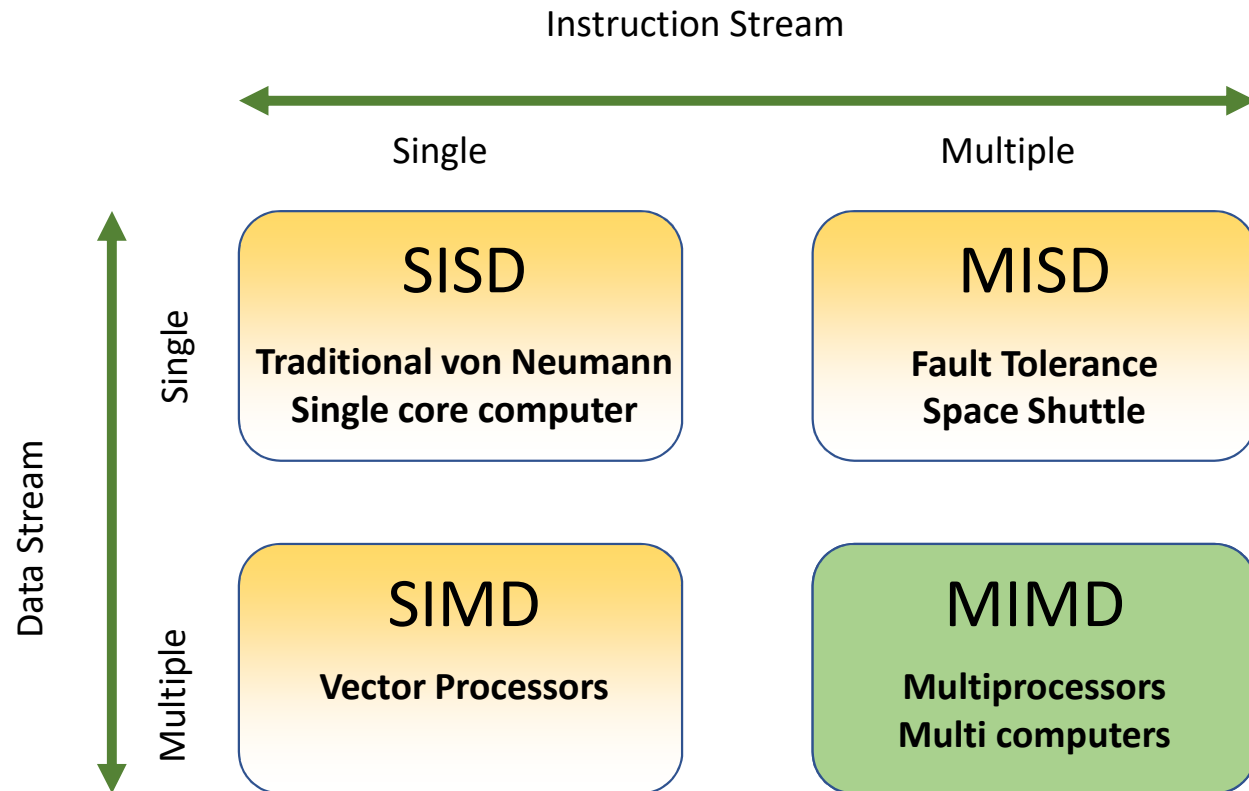 Instruction Stream
Single
Multiple
Data Stream
Single
SISD
Traditional von Neumann
Single core computer
MISD
Fault Tolerance
Space Shuttle
Multiple
SIMD
Vector Processors
MIMD
Multiprocessors
Multi computers